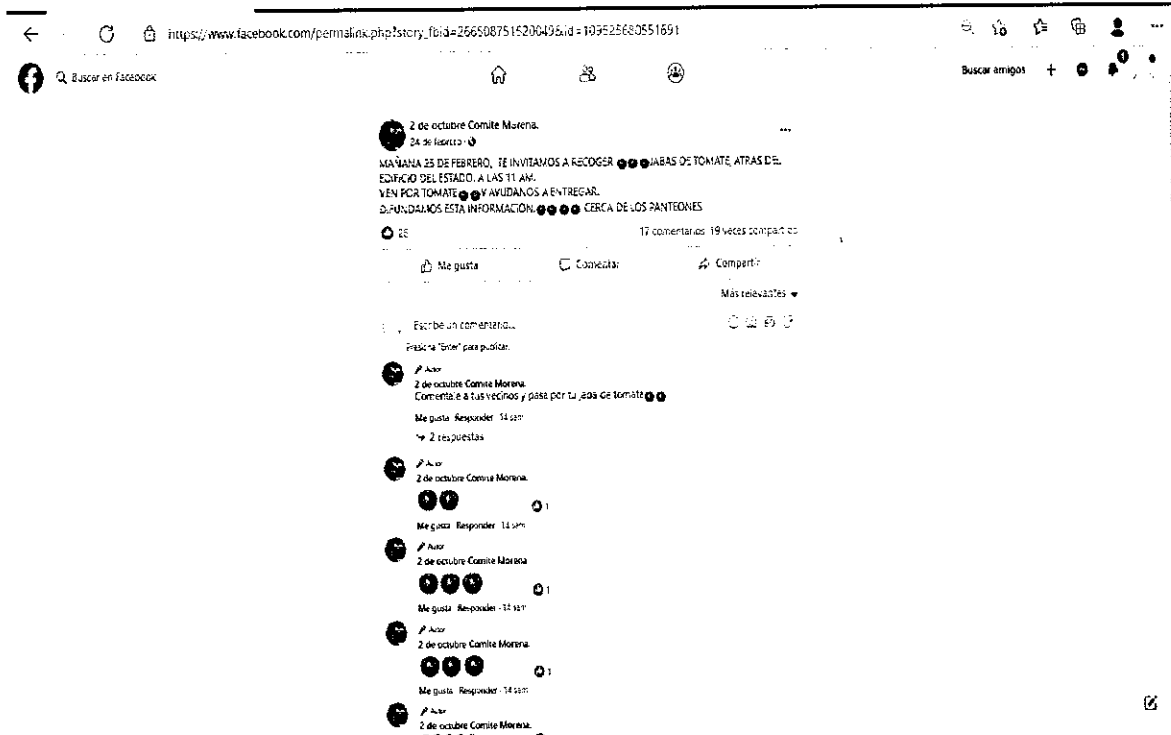 https://www.facebook.com/permalink.php?story_fbid=266508751520049&id=109525680551691
Buscar en Facebook
Buscar amigos
2 de octubre Comite Morena.
24 de febrero
MAÑANA 25 DE FEBRERO, TE INVITAMOS A RECOGER JABAS DE TOMATE, ATRAS DEL
EDIFICIO DEL ESTADO. A LAS 11 AM.
VEN POR TOMATE Y AYUDANOS A ENTREGAR.
DIFUNDAMOS ESTA INFORMACIÓN. CERCA DE LOS PANTEONES
26
17 comentarios 19 veces compartido
Me gusta Comentar Compartir
Más relevantes
Escribe un comentario...
Presiona "Enter" para publicar.
Autor
2 de octubre Comite Morena.
Comentale a tus vecinos y pasa por tu jaba de tomate
Me gusta Responder 14 sem
2 respuestas
Autor
2 de octubre Comite Morena.
1
Me gusta Responder 14 sem
Autor
2 de octubre Comite Morena
1
Me gusta Responder 14 sem
Autor
2 de octubre Comite Morena.
1
Me gusta Responder 14 sem
Autor
2 de octubre Comite Morena.